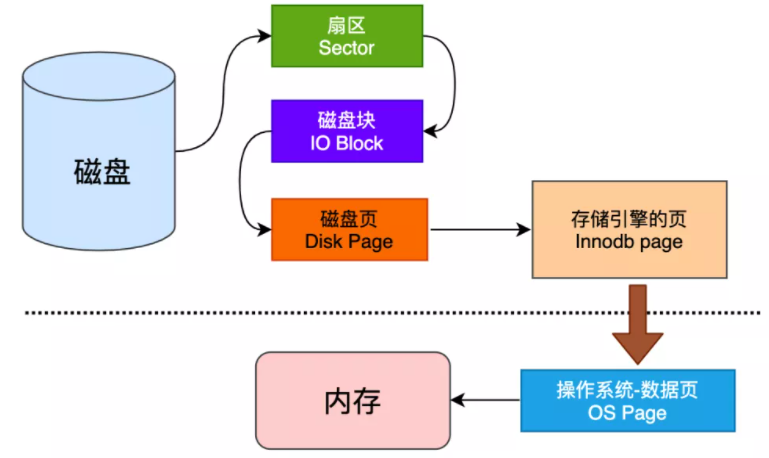 磁盘
扇区
Sector
磁盘块
IO Block
磁盘页
Disk Page
存储引擎的页
Innodb page
操作系统-数据页
OS Page
内存